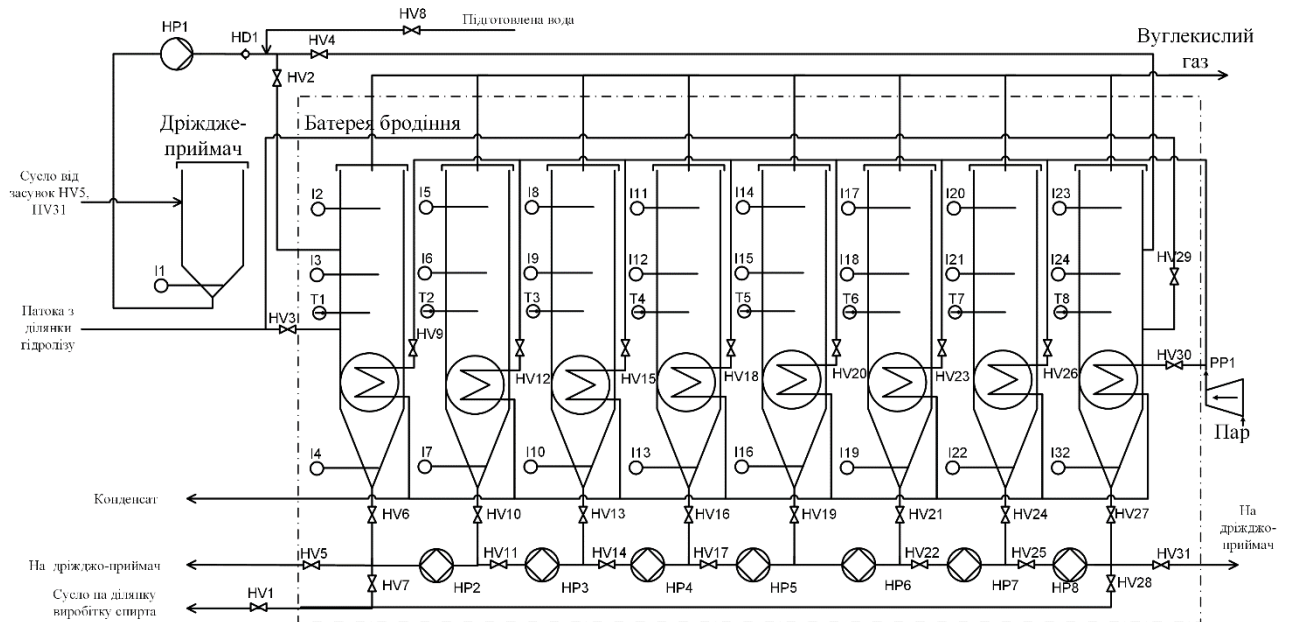 HV8
Підготовлена вода
HP1
HD1
HV4
Вуглекислий
газ
HV2
Дріждже-
приймач
Батерея бродіння
Сусло від
засувок HV5,
HV31
I2
I5
I8
I11
I14
I17
I20
I23
I1
I3
I6
I9
I12
I15
I18
I21
I24
HV29
T1
T2
T3
T4
T5
T6
T7
T8
Патока з
ділянки
гідролізу
HV3
HV9
HV12
HV15
HV18
HV20
HV23
HV26
HV30
PP1
Пар
I4
I7
I10
I13
I16
I19
I22
I32
Конденсат
HV6
HV10
HV13
HV16
HV19
HV21
HV24
HV27
На
дріжджо-
приймач
На дріжджо-приймач
HV5
HV7
HP2
HV11
HP3
HV14
HP4
HV17
HP5
HP6
HV22
HP7
HV25
HP8
HV28
HV31
Сусло на ділянку
виробітку спирта
HV1